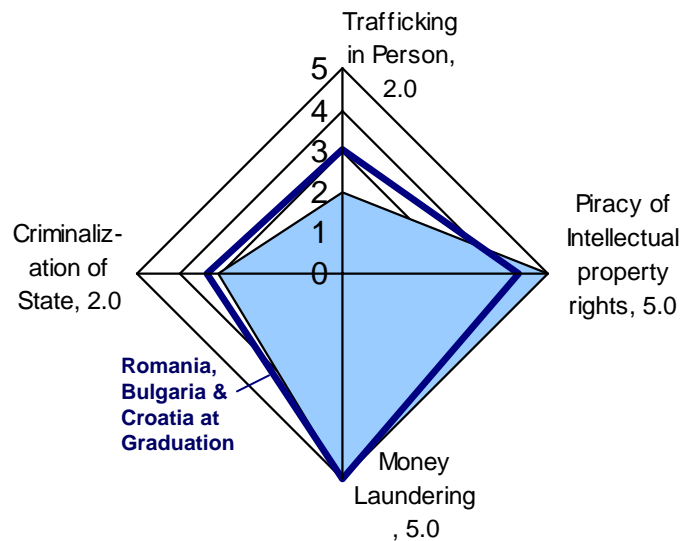 Trafficking
in Person,
2.0
5
4
3
2
1
0
Piracy of
Intellectual
property
rights, 5.0
Criminaliz-
ation of
State, 2.0
Romania,
Bulgaria &
Croatia at
Graduation
Money
Laundering
, 5.0